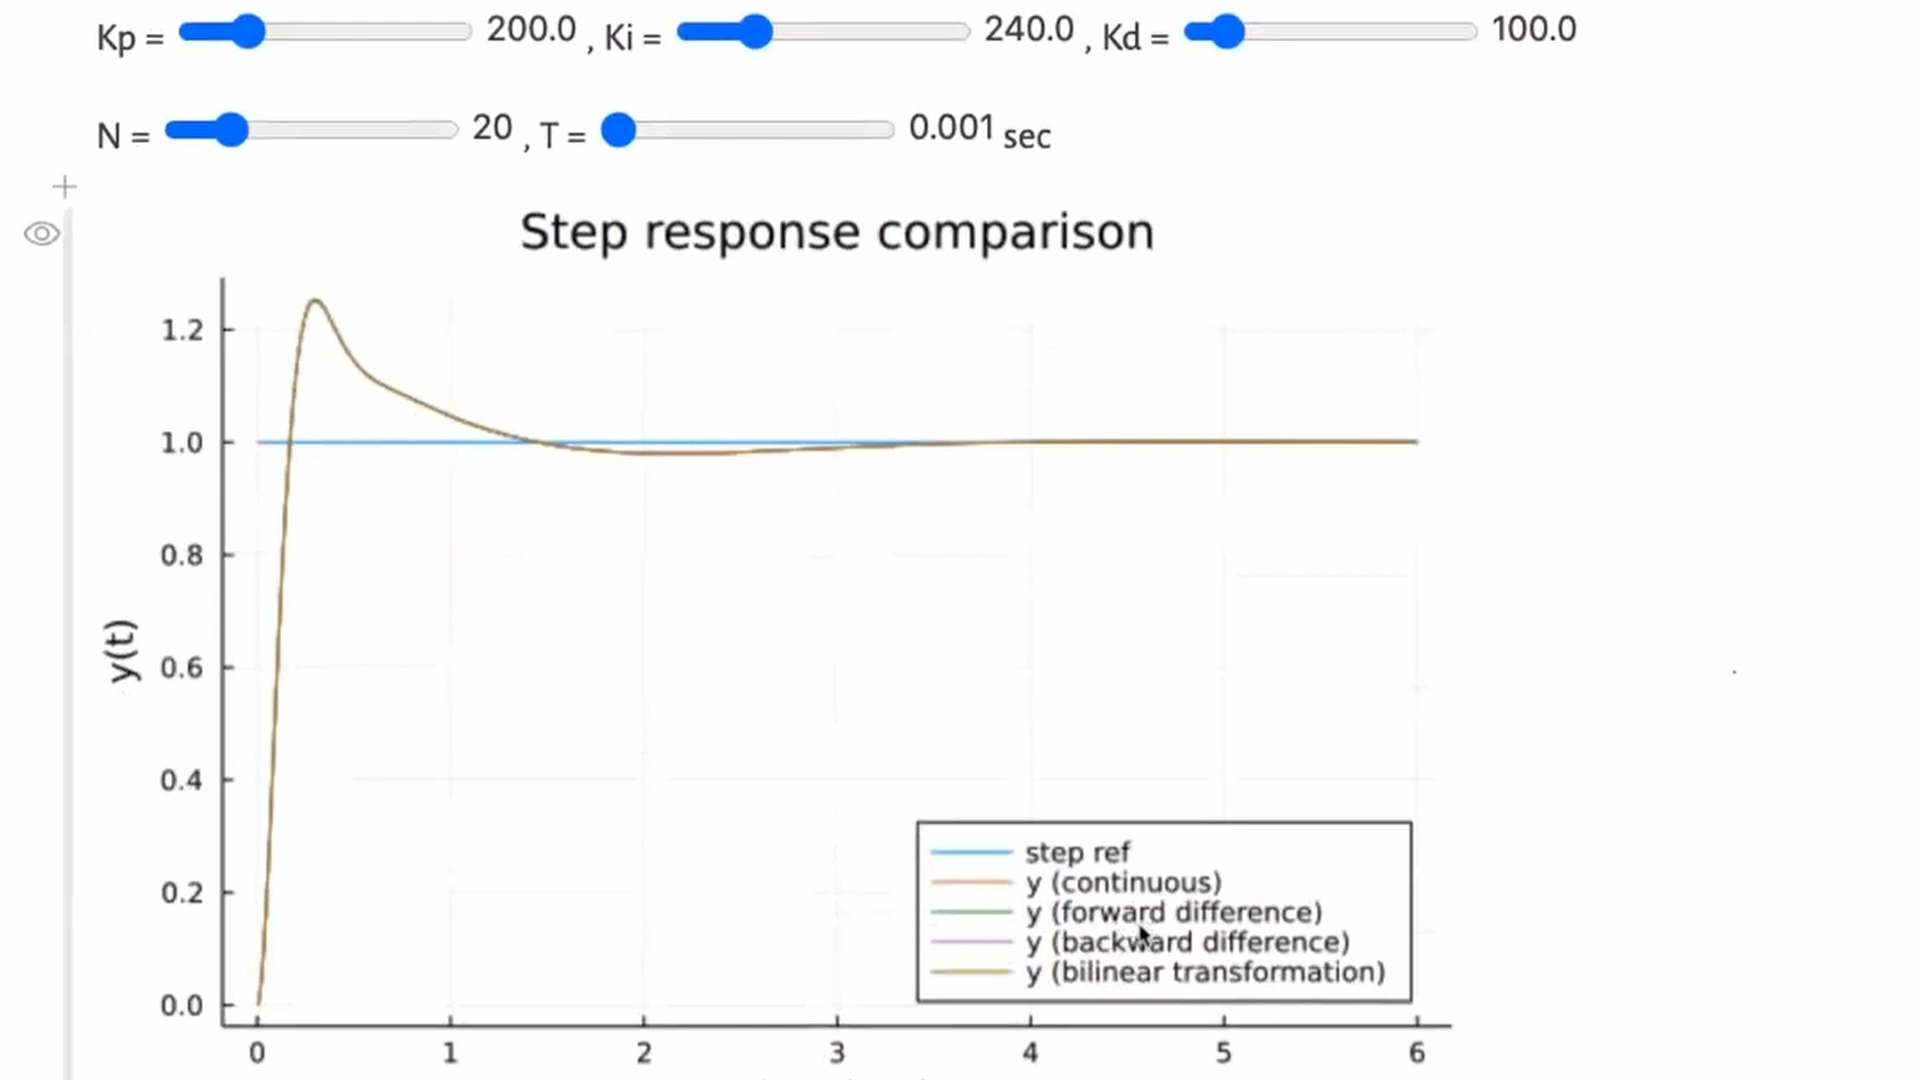 Kp = 200.0 , Ki = 240.0 , Kd = 100.0
N = 20 , T = 0.001 sec
Step response comparison
1.2
1.0
0.8
0.6
0.4
0.2
0.0
y(t)
step ref
y (continuous)
y (forward difference)
y (backward difference)
y (bilinear transformation)
0 1 2 3 4 5 6